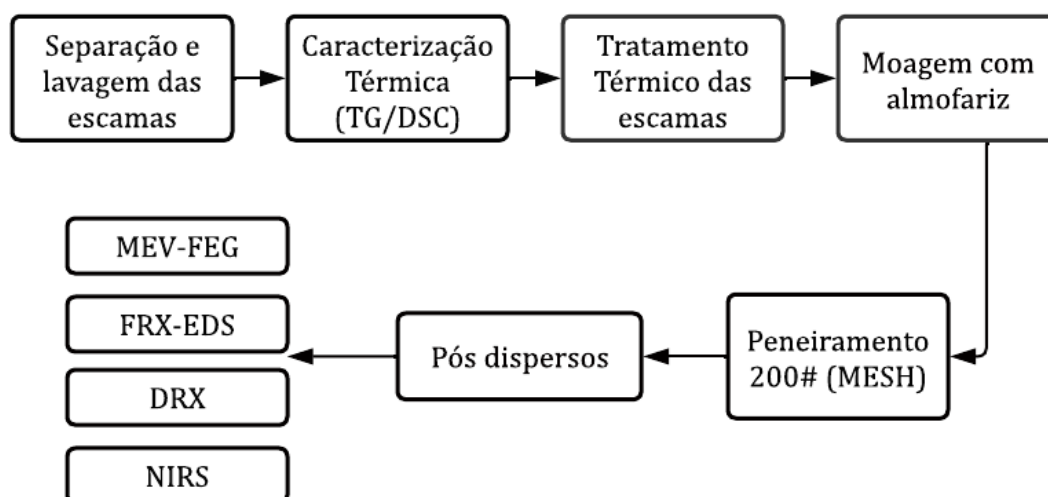 Separação e
lavagem das
escamas
Caracterização
Térmica
(TG/DSC)
Tratamento
Térmico das
escamas
Moagem com
almofariz
Peneiramento
200# (MESH)
Pós dispersos
MEV-FEG
FRX-EDS
DRX
NIRS